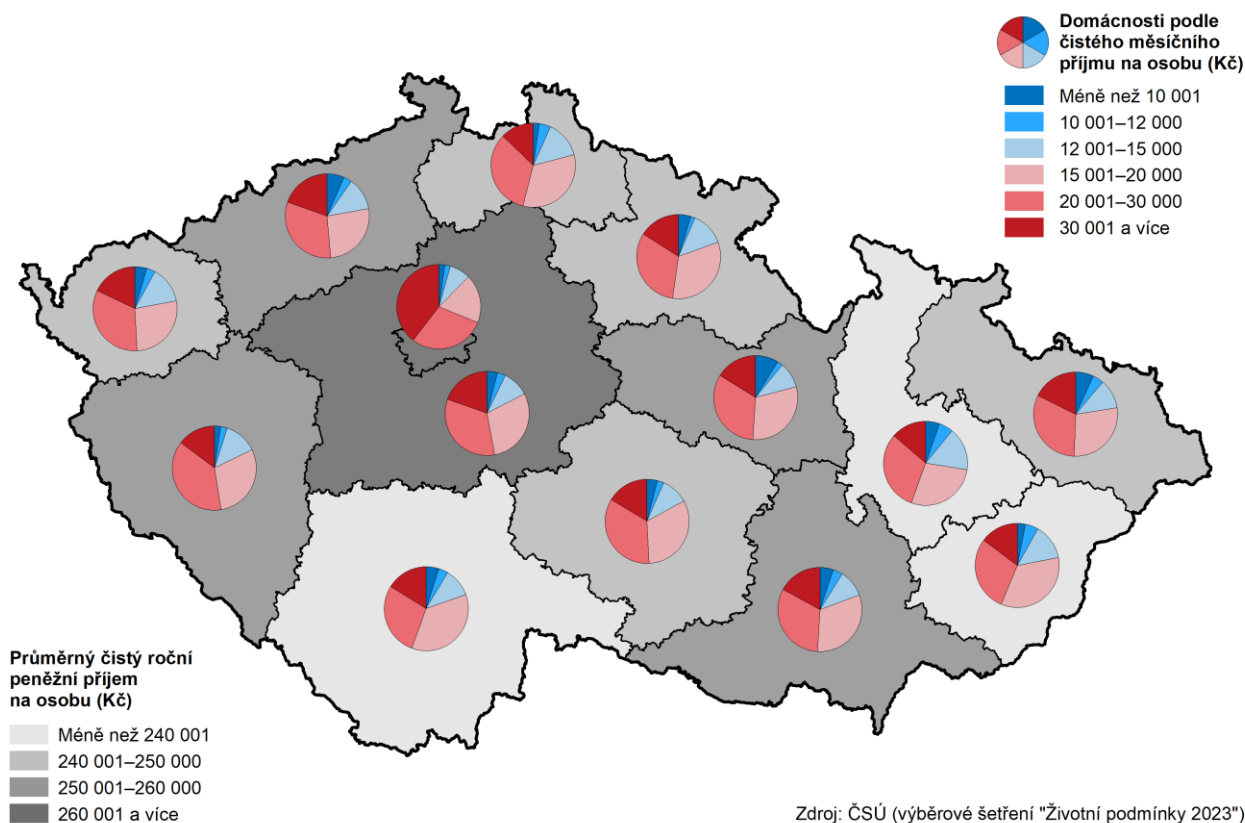 Domácnosti podle
čistého měsíčního
příjmu na osobu (Kč)
Méně než 10 001
10 001–12 000
12 001–15 000
15 001–20 000
20 001–30 000
30 001 a více
Průměrný čistý roční
peněžní příjem
na osobu (Kč)
Méně než 240 001
240 001–250 000
250 001–260 000
260 001 a více
Zdroj: ČSÚ (výběrové šetření "Životní podmínky 2023")